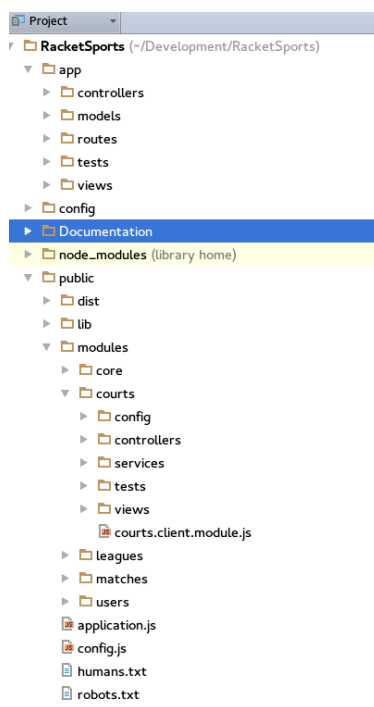 Project
RacketSports (~/Development/RacketSports)
app
controllers
models
routes
tests
views
config
Documentation
node_modules (library home)
public
dist
lib
modules
core
courts
config
controllers
services
tests
views
courts.client.module.js
leagues
matches
users
application.js
config.js
humans.txt
robots.txt